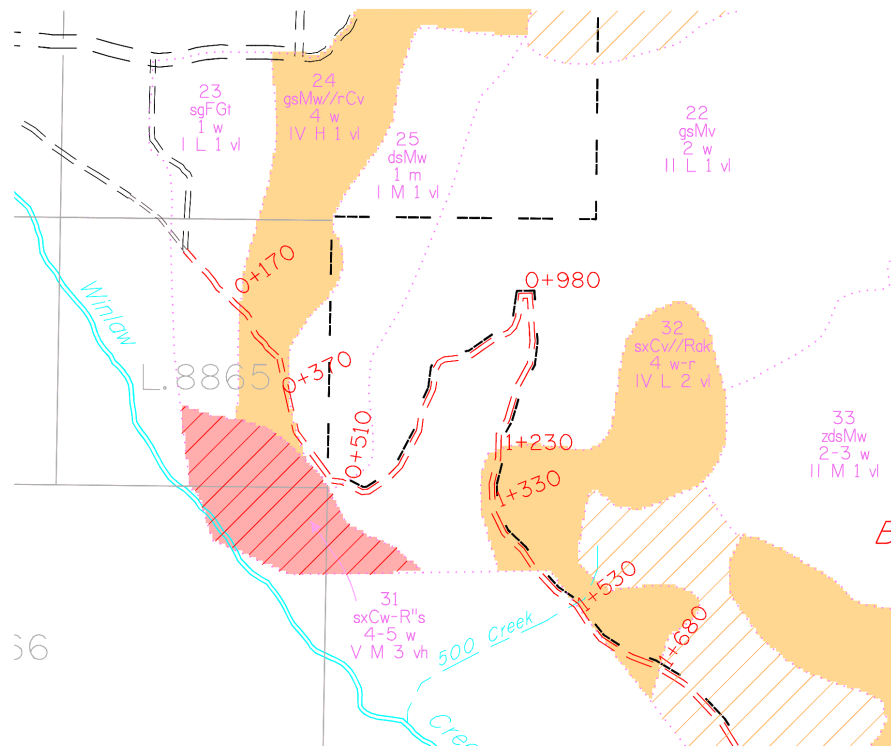 23
sgFGt
1 w
I L 1 vl
24
gsMw//rCv
4 w
IV H 1 vl
25
dsMw
1 m
I M 1 vl
22
gsMv
2 w
II L 1 vl
0+170
0+980
Winlaw
32
sxCv//Rak
4 w-r
IV L 2 vl
L.8865
0+370
0+510
1+230
1+330
33
zdsMw
2-3 w
II M 1 vl
1+530
31
sxCw-R"s
4-5 w
V M 3 vh
500 Creek
1+680